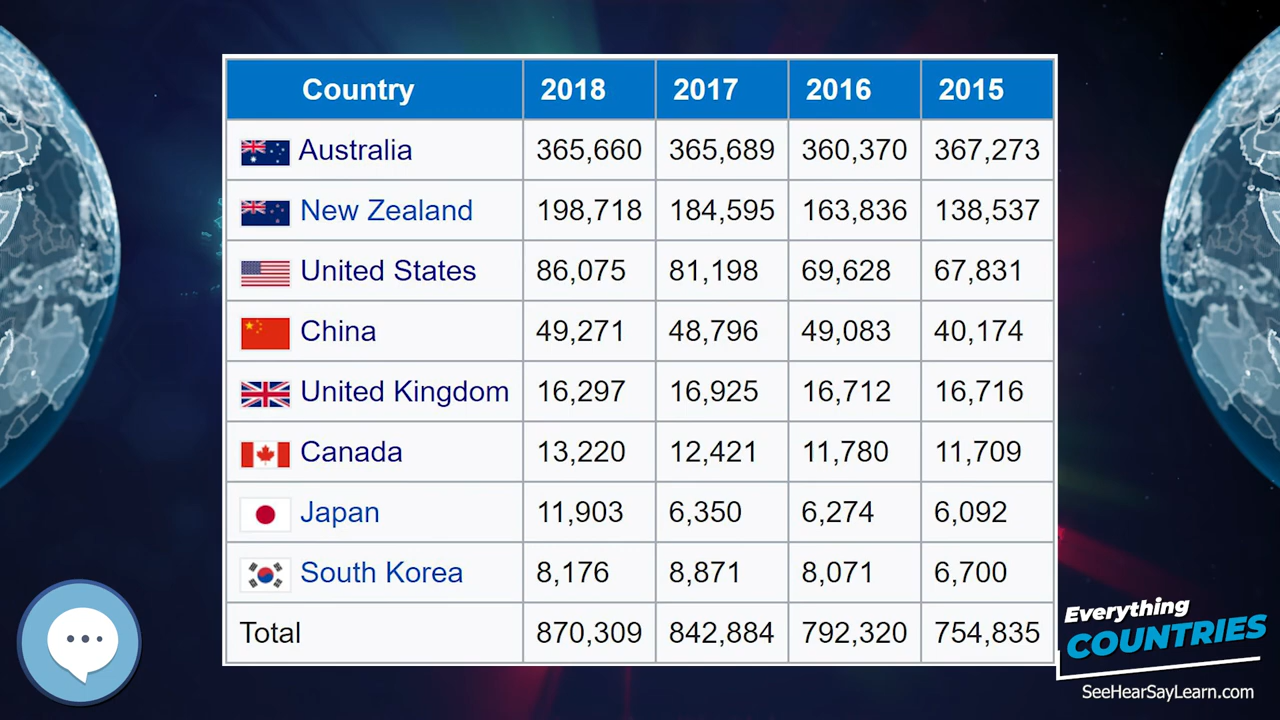 Country 2018 2017 2016 2015
Australia 365,660 365,689 360,370 367,273
New Zealand 198,718 184,595 163,836 138,537
United States 86,075 81,198 69,628 67,831
China 49,271 48,796 49,083 40,174
United Kingdom 16,297 16,925 16,712 16,716
Canada 13,220 12,421 11,780 11,709
Japan 11,903 6,350 6,274 6,092
South Korea 8,176 8,871 8,071 6,700
Total 870,309 842,884 792,320 754,835
Everything
COUNTRIES
SeeHearSayLearn.com